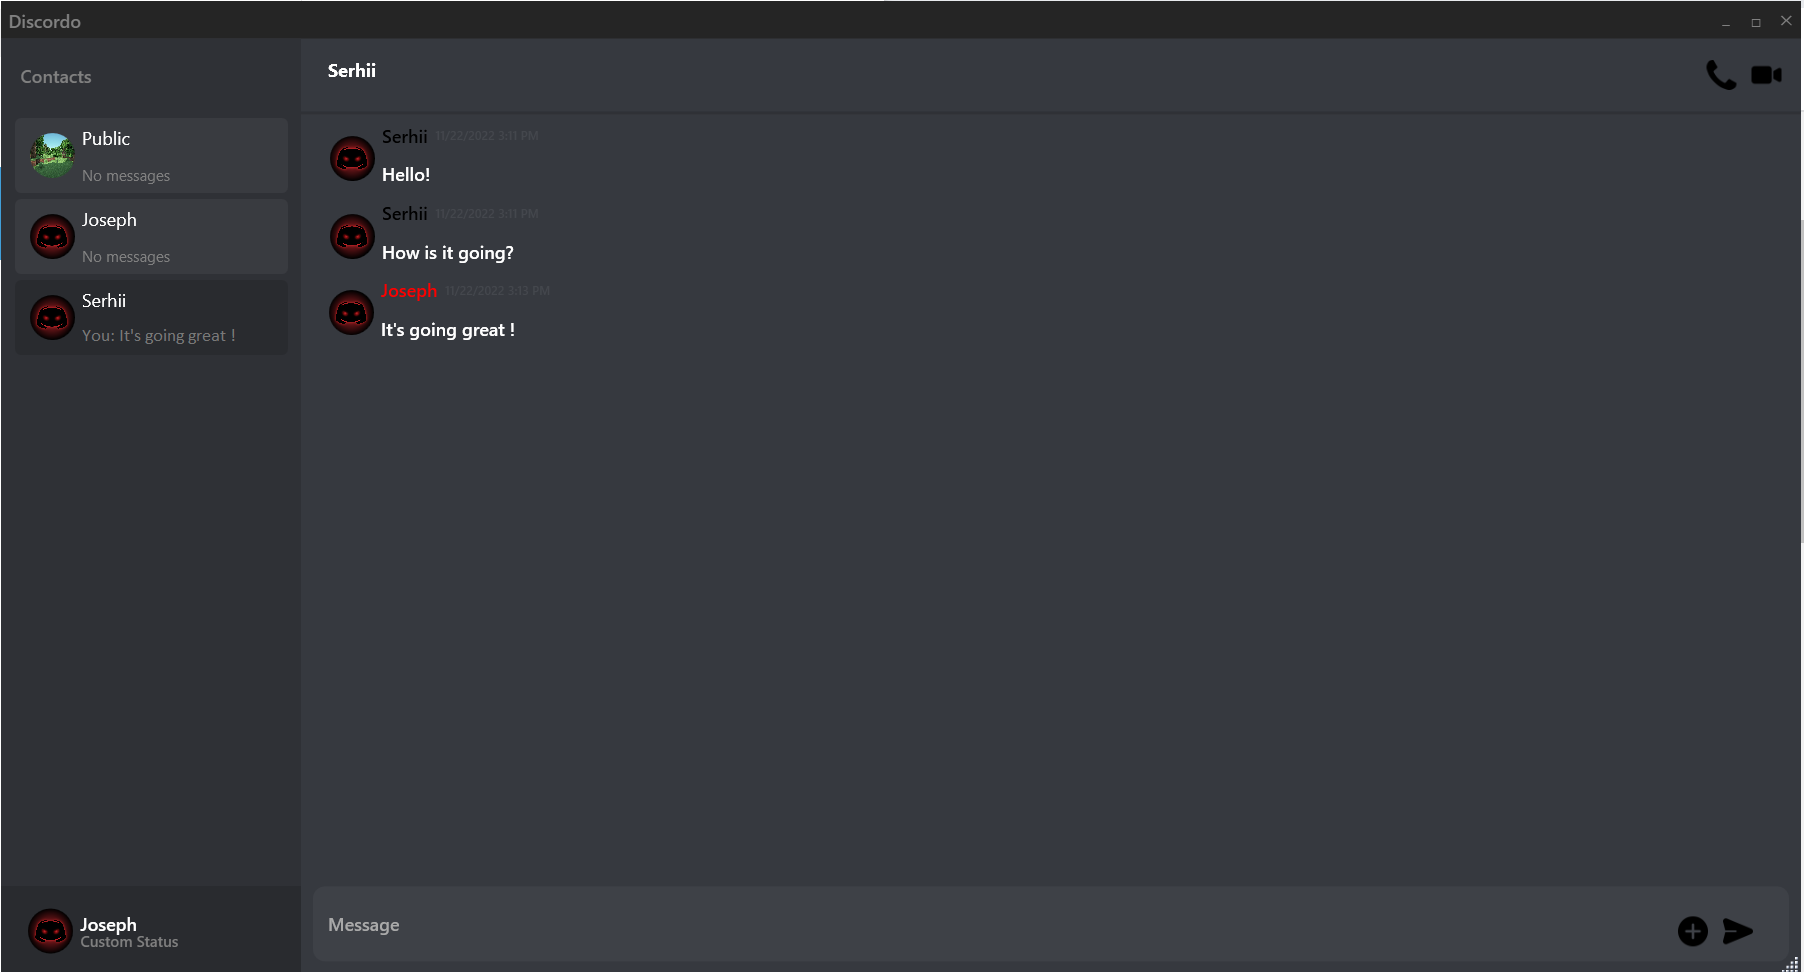 Discordo
Contacts
Public
No messages
Joseph
No messages
Serhii
You: It's going great !
Joseph
Custom Status
Serhii
Serhii 11/22/2022 3:11 PM
Hello!
Serhii 11/22/2022 3:11 PM
How is it going?
Joseph 11/22/2022 3:13 PM
It's going great !
Message